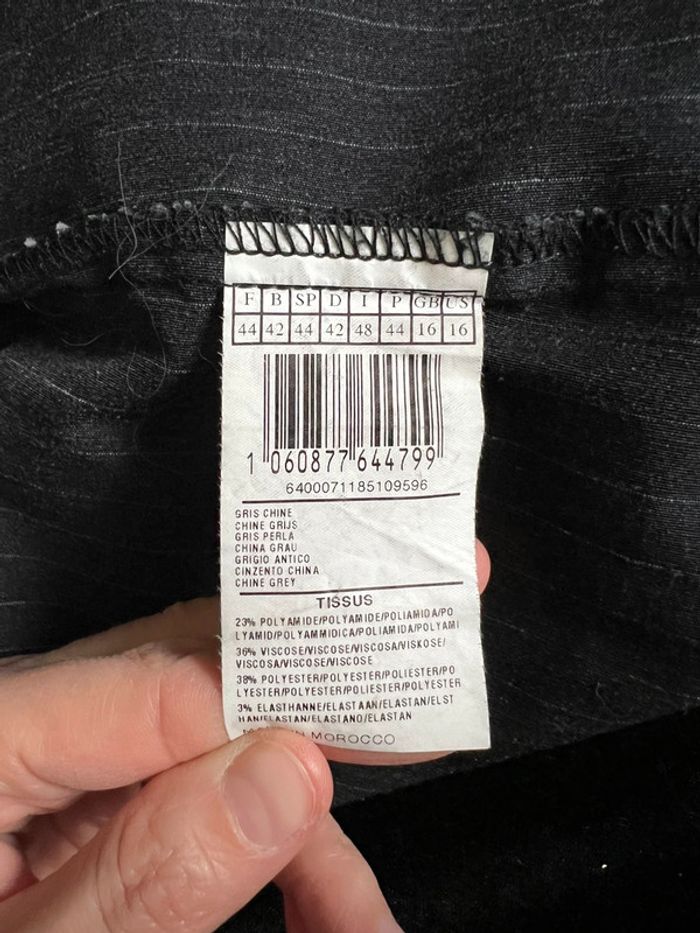 F B SP D I P GB US
44 42 44 42 48 44 16 16
1 060877 644799
6400071185109596
GRIS CHINE
CHINE GRIJS
GRIS PERLA
CHINA GRAU
GRIGIO ANTICO
CINZENTO CHINA
CHINE GREY
TISSUS
23% POLYAMIDE/POLYAMIDE/POLIAMIDA/PO
LYAMID/POLYAMMIDICA/POLIAMIDA/POLYAMI
36% VISCOSE/VISCOSE/VISCOSA/VISKOSE/
VISCOSA/VISCOSE/VISCOSE
38% POLYESTER/POLYESTER/POLIESTER/PO
LYESTER/POLYESTER/POLIESTER/POLYESTER
3% ELASTHANNE/ELASTAAN/ELASTAN/ELST
HAN/ELASTAN/ELASTANO/ELASTAN
MOROCCO